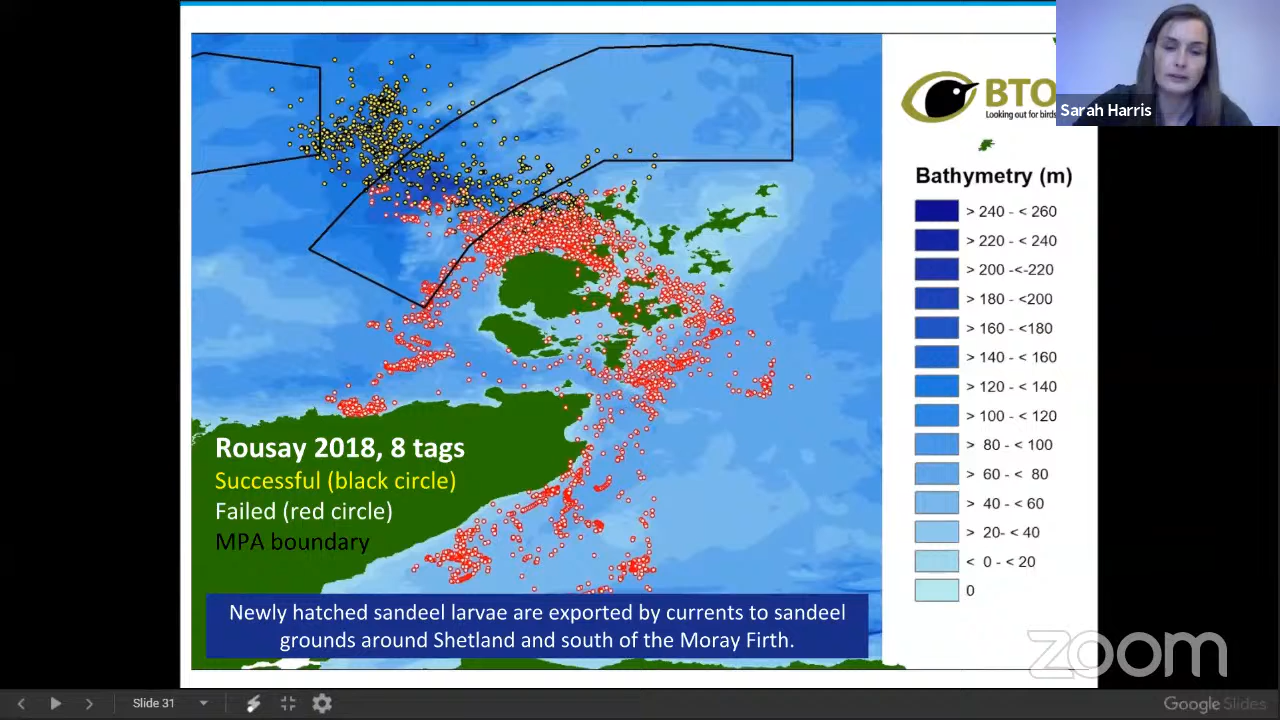 BTO
Looking out for birds
Sarah Harris
Bathymetry (m)
> 240 - < 260
> 220 - < 240
> 200 -<-220
> 180 - <200
> 160 - <180
> 140 - < 160
> 120 - < 140
> 100 - < 120
> 80 - < 100
> 60 - < 80
> 40 - < 60
> 20- < 40
< 0 - < 20
0
Rousay 2018, 8 tags
Successful (black circle)
Failed (red circle)
MPA boundary
Newly hatched sandeel larvae are exported by currents to sandeel
grounds around Shetland and south of the Moray Firth.
zoom
Slide 31
Google Slides